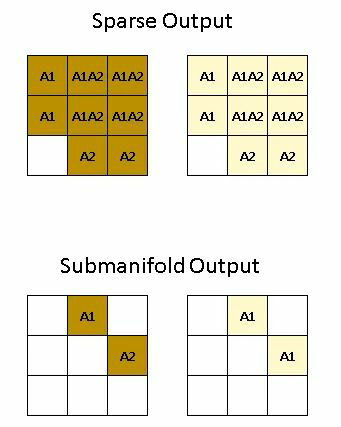 Sparse Output
A1 A1A2 A1A2 A1 A1A2 A1A2
A1 A1A2 A1A2 A1 A1A2 A1A2
A2 A2 A2 A2
Submanifold Output
A1 A1
A2 A1